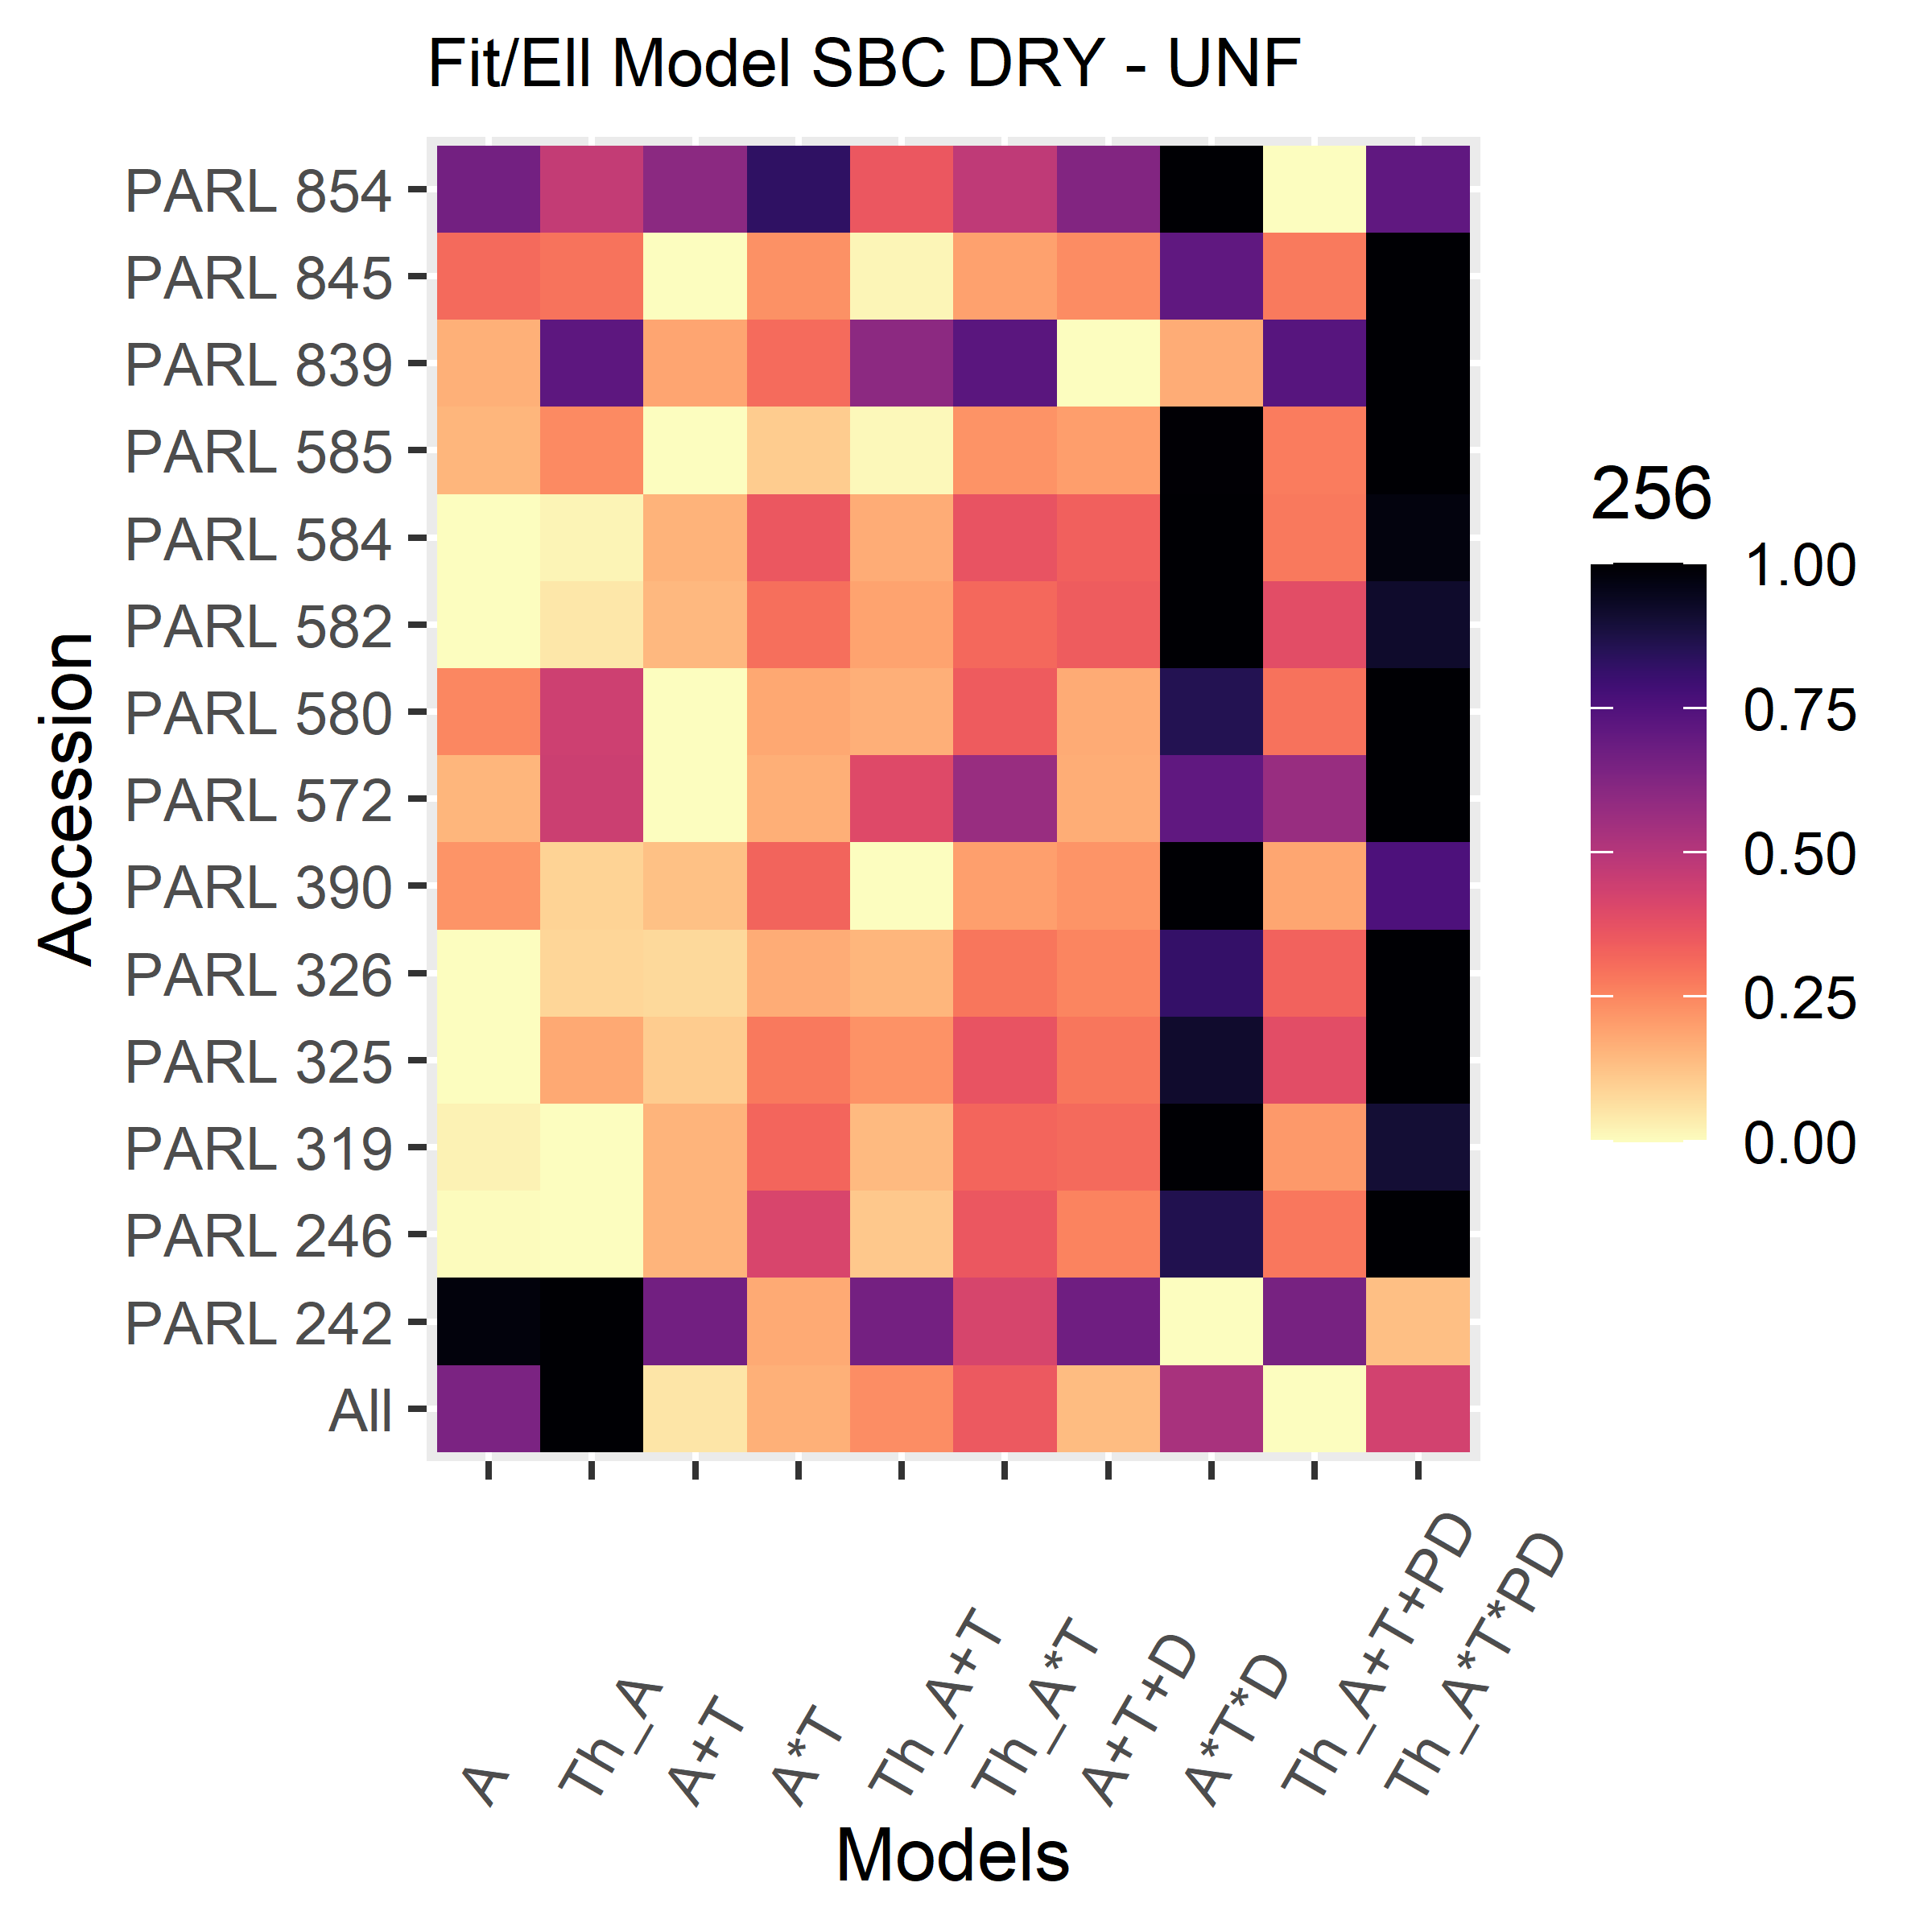 Fit/Ell Model SBC DRY - UNF
Accession
PARL 854
PARL 845
PARL 839
PARL 585
PARL 584
PARL 582
PARL 580
PARL 572
PARL 390
PARL 326
PARL 325
PARL 319
PARL 246
PARL 242
All
256
1.00
0.75
0.50
0.25
0.00
A
Th_A
A+T
A*T
Th_A+T
Th_A*T
A+T+D
A*T*D
Th_A+T+PD
Th_A*T*PD
Models